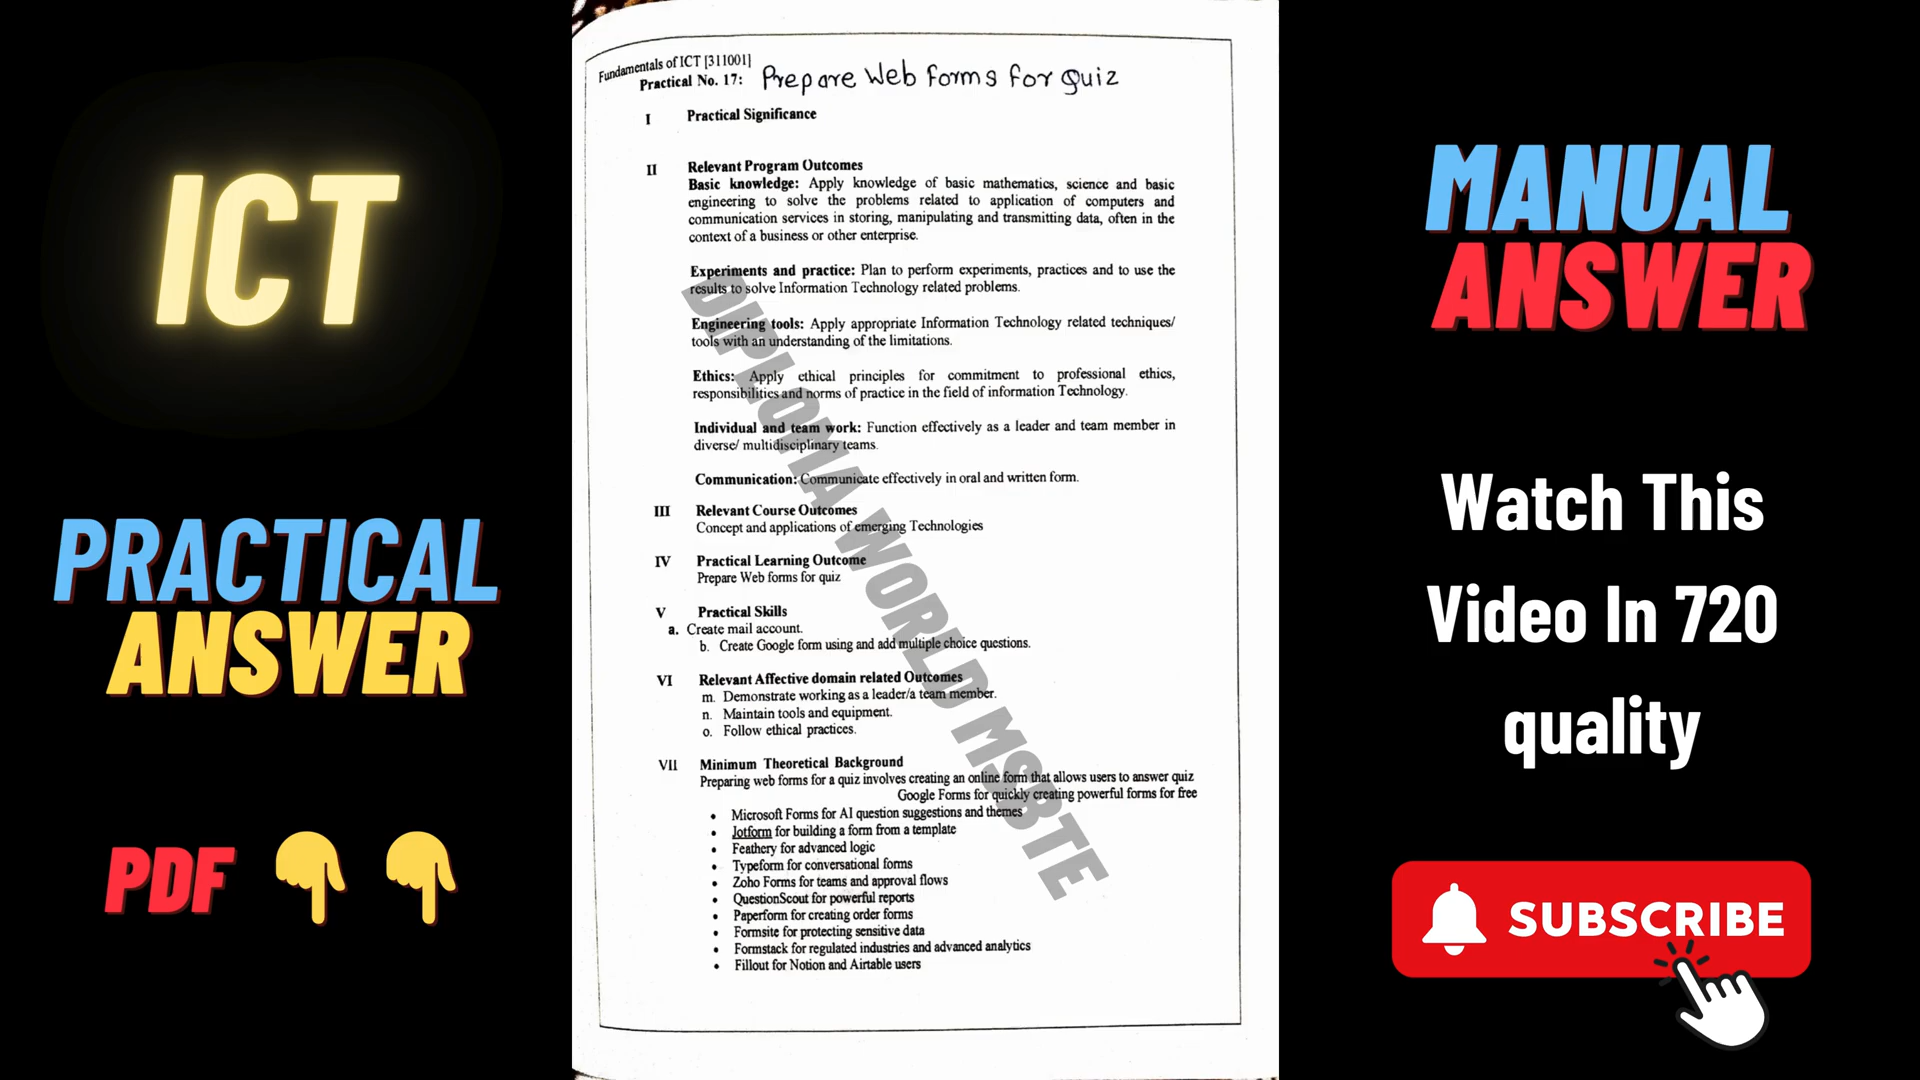 ICT
PRACTICAL
ANSWER
PDF
Fundamentals of ICT [311001]
Practical No. 17: Prepare Web forms for Quiz
I Practical Significance
II Relevant Program Outcomes
Basic knowledge: Apply knowledge of basic mathematics, science and basic
engineering to solve the problems related to application of computers and
communication services in storing, manipulating and transmitting data, often in the
context of a business or other enterprise.
Experiments and practice: Plan to perform experiments, practices and to use the
results to solve Information Technology related problems.
Engineering tools: Apply appropriate Information Technology related techniques/
tools with an understanding of the limitations.
Ethics: Apply ethical principles for commitment to professional ethics,
responsibilities and norms of practice in the field of information Technology.
Individual and team work: Function effectively as a leader and team member in
diverse/ multidisciplinary teams.
Communication: Communicate effectively in oral and written form.
III Relevant Course Outcomes
Concept and applications of emerging Technologies
IV Practical Learning Outcome
Prepare Web forms for quiz
V Practical Skills
a. Create mail account.
b. Create Google form using and add multiple choice questions.
VI Relevant Affective domain related Outcomes
m. Demonstrate working as a leader/a team member.
n. Maintain tools and equipment.
o. Follow ethical practices.
VII Minimum Theoretical Background
Preparing web forms for a quiz involves creating an online form that allows users to answer quiz
Google Forms for quickly creating powerful forms for free
• Microsoft Forms for AI question suggestions and themes
• Jotform for building a form from a template
• Feathery for advanced logic
• Typeform for conversational forms
• Zoho Forms for teams and approval flows
• QuestionScout for powerful reports
• Paperform for creating order forms
• Formsite for protecting sensitive data
• Formstack for regulated industries and advanced analytics
• Fillout for Notion and Airtable users
DIPLOMA WORLD MSBTE
MANUAL
ANSWER
Watch This
Video In 720
quality
SUBSCRIBE